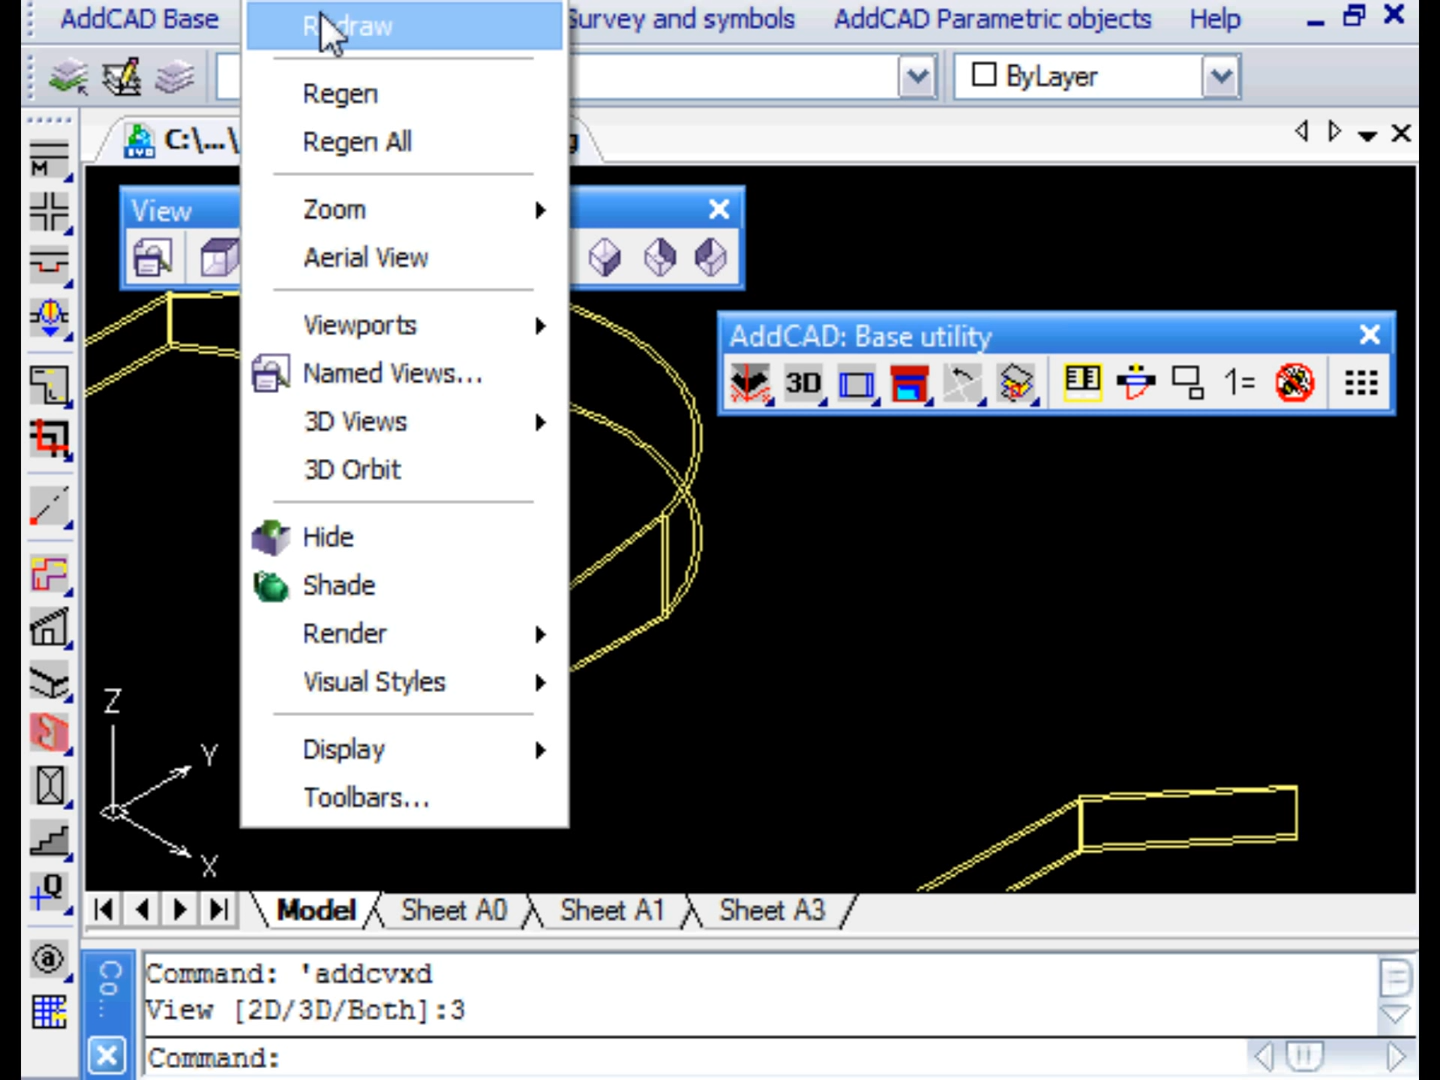 AddCAD Base
Survey and symbols
AddCAD Parametric objects
Help
Redraw
ByLayer
Regen
C:\...\
g
Regen All
View
Zoom
Aerial View
Viewports
AddCAD: Base utility
Named Views...
3D
1=
3D Views
3D Orbit
Hide
Shade
Render
Visual Styles
Display
Toolbars...
M
Z
Y
X
Q
@
Model
Sheet A0
Sheet A1
Sheet A3
Co...
Command: 'addcvxd
View [2D/3D/Both]:3
Command: